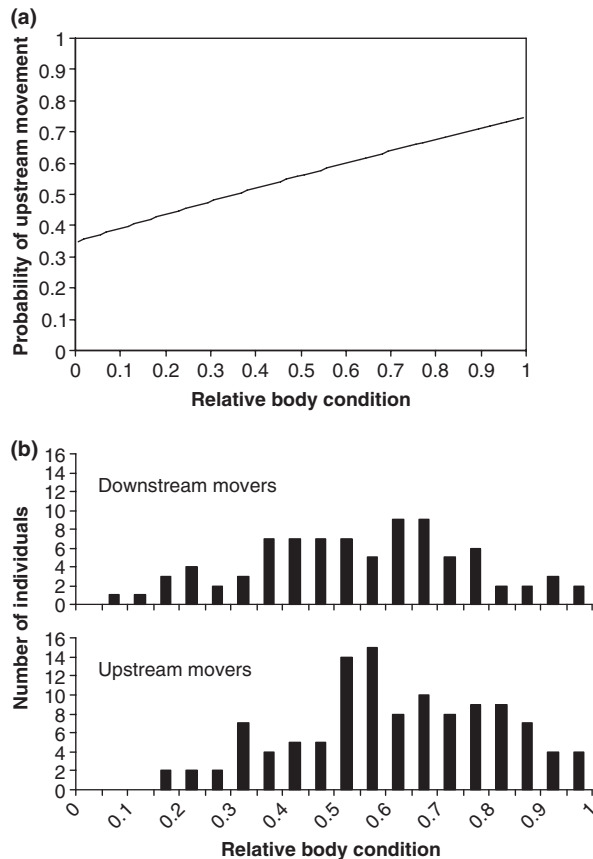 (a)
Probability of upstream movement
1
0.9
0.8
0.7
0.6
0.5
0.4
0.3
0.2
0.1
0
0 0.1 0.2 0.3 0.4 0.5 0.6 0.7 0.8 0.9 1
Relative body condition
(b)
Number of individuals
16
14
12
10
8
6
4
2
0
Downstream movers
16
14
12
10
8
6
4
2
0
Upstream movers
0 0.1 0.2 0.3 0.4 0.5 0.6 0.7 0.8 0.9 1
Relative body condition